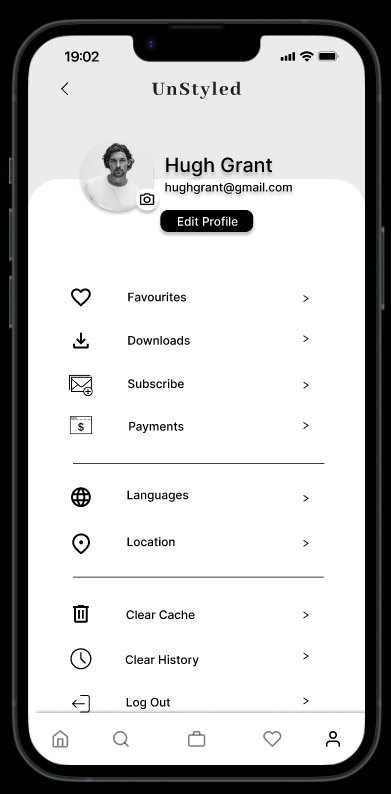 19:02
UnStyled
Hugh Grant
hughgrant@gmail.com
Edit Profile
Favourites
Downloads
Subscribe
$
Payments
Languages
Location
Clear Cache
Clear History
Log Out